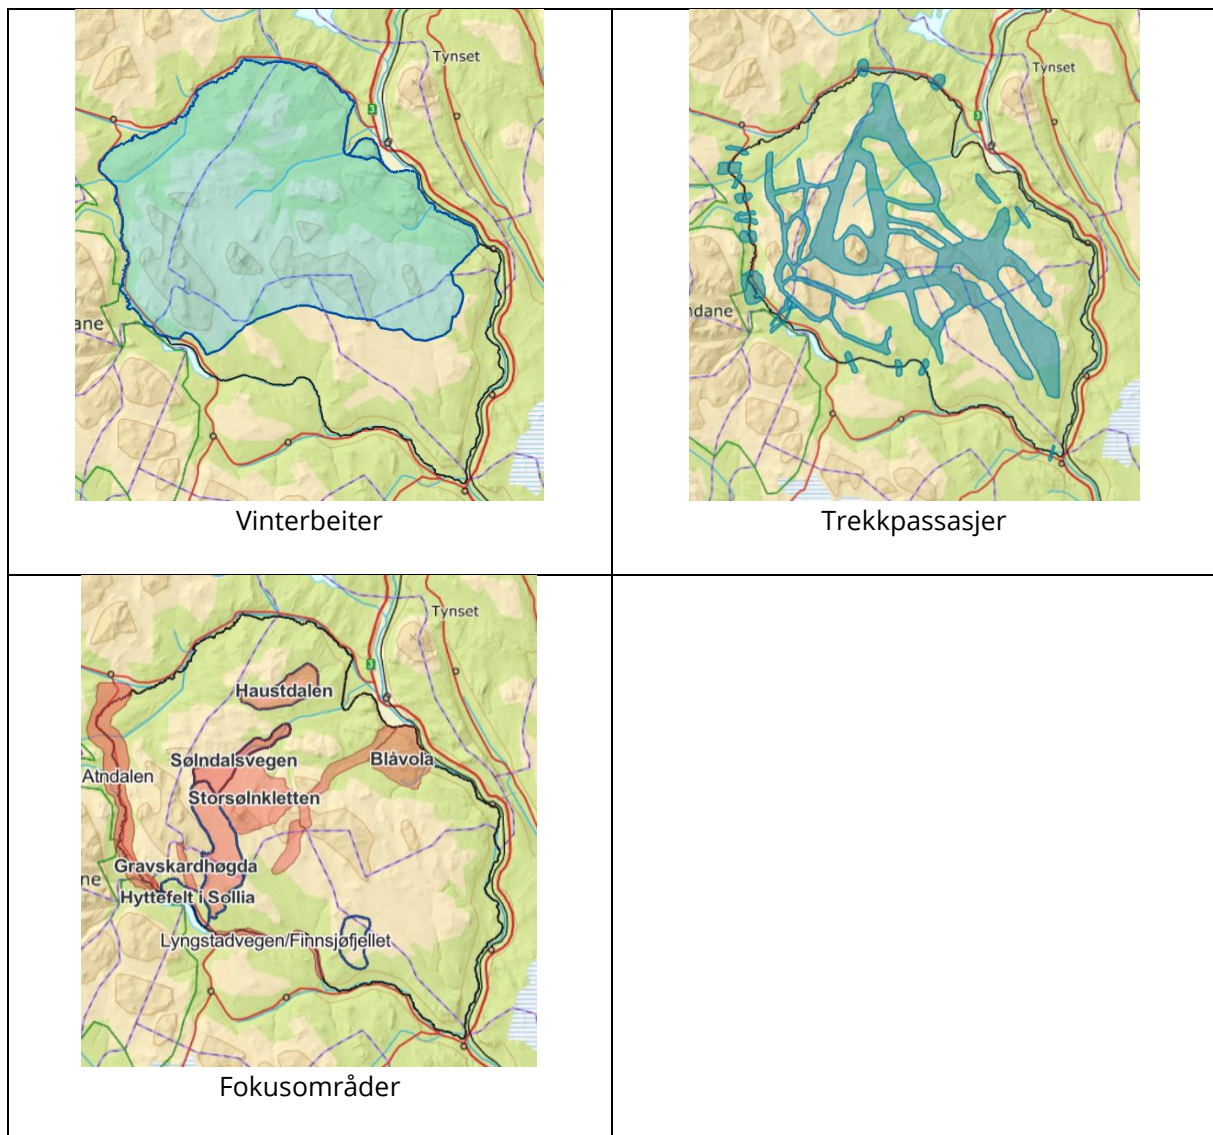 Tynset
3
ane
Vinterbeiter
Tynset
3
ndane
Trekkpassasjer
Tynset
3
Haustdalen
Sølndalsvegen
Blåvola
Atndalen
Storsølnkletten
Gravskardhøgda
ne
Hyttefelt i Sollia
Lyngstadvegen/Finnsjøfjellet
Fokusområder